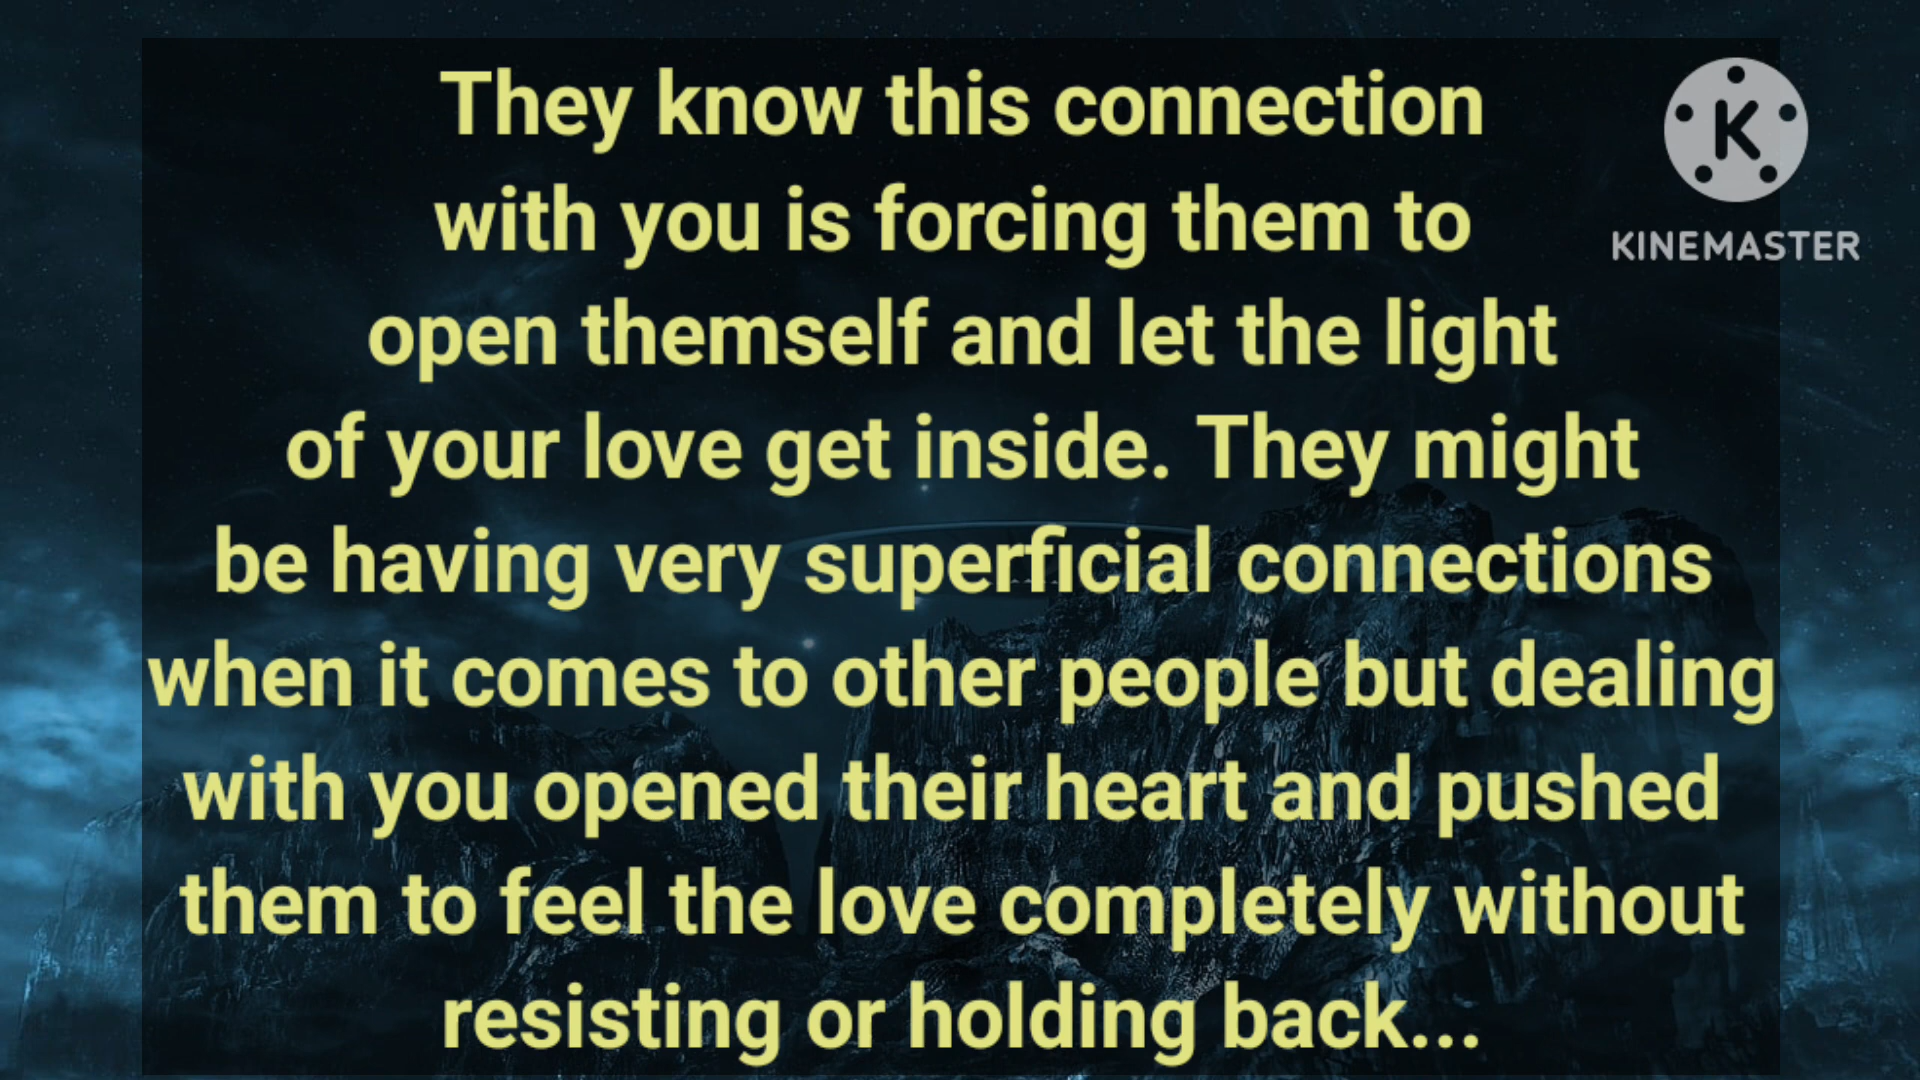 They know this connection
with you is forcing them to
open themself and let the light
of your love get inside. They might
be having very superficial connections
when it comes to other people but dealing
with you opened their heart and pushed
them to feel the love completely without
resisting or holding back...
K
KINEMASTER